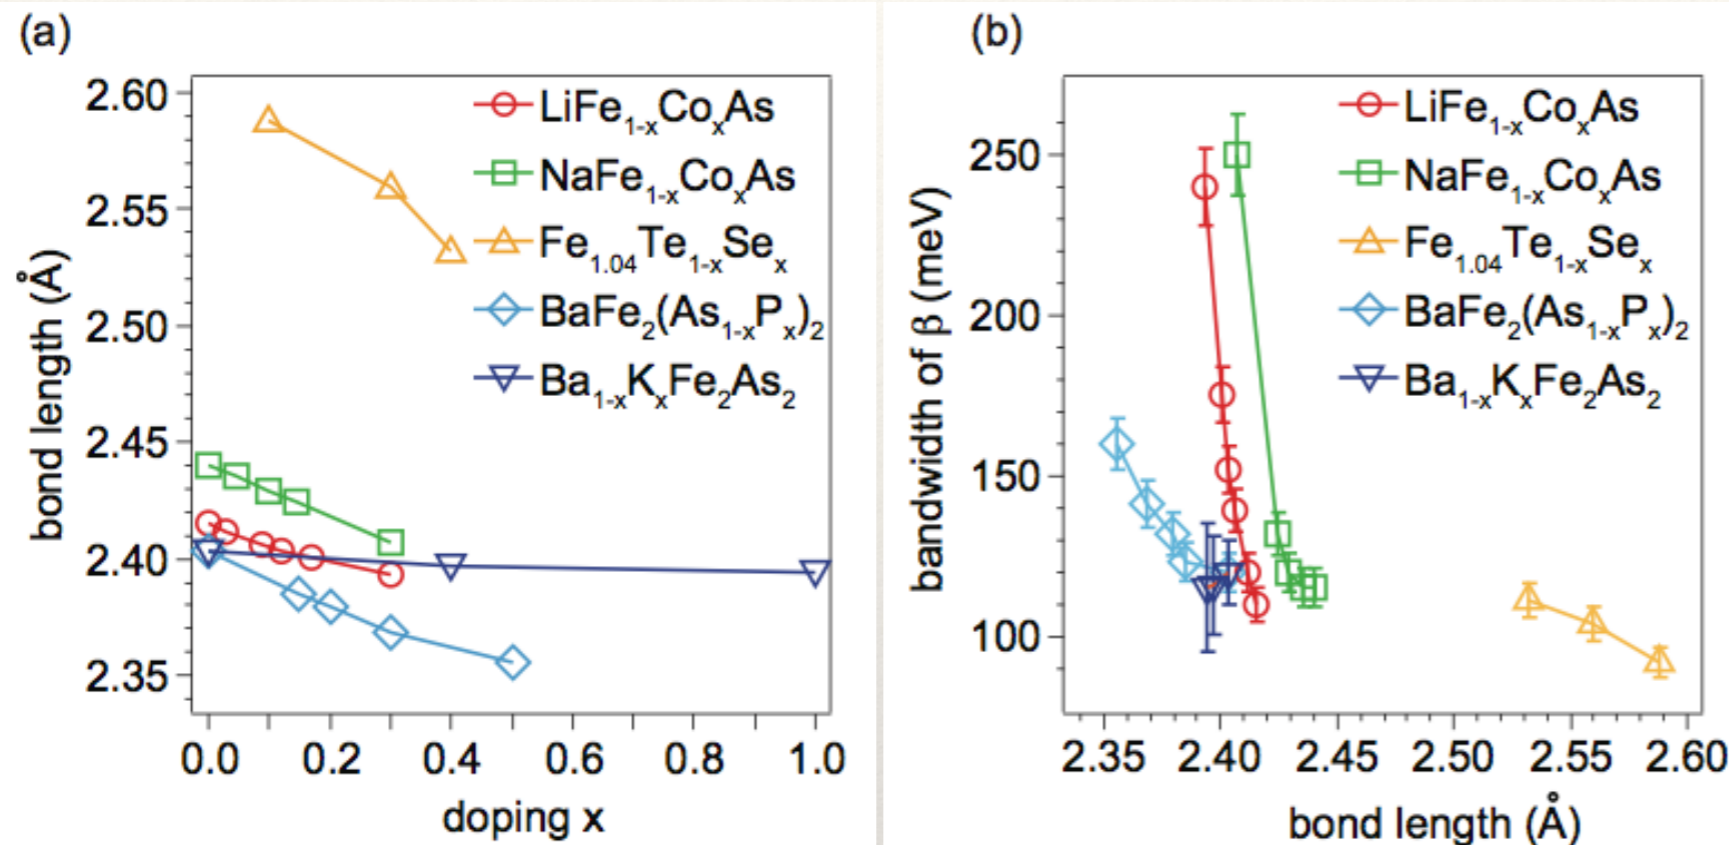 (a)
2.60
2.55
2.50
2.45
2.40
2.35
bond length (Å)
LiFe1-xCoxAs
NaFe1-xCoxAs
Fe1.04Te1-xSex
BaFe2(As1-xPx)2
Ba1-xKxFe2As2
0.0 0.2 0.4 0.6 0.8 1.0
doping x
(b)
250
200
150
100
bandwidth of β (meV)
LiFe1-xCoxAs
NaFe1-xCoxAs
Fe1.04Te1-xSex
BaFe2(As1-xPx)2
Ba1-xKxFe2As2
2.35 2.40 2.45 2.50 2.55 2.60
bond length (Å)